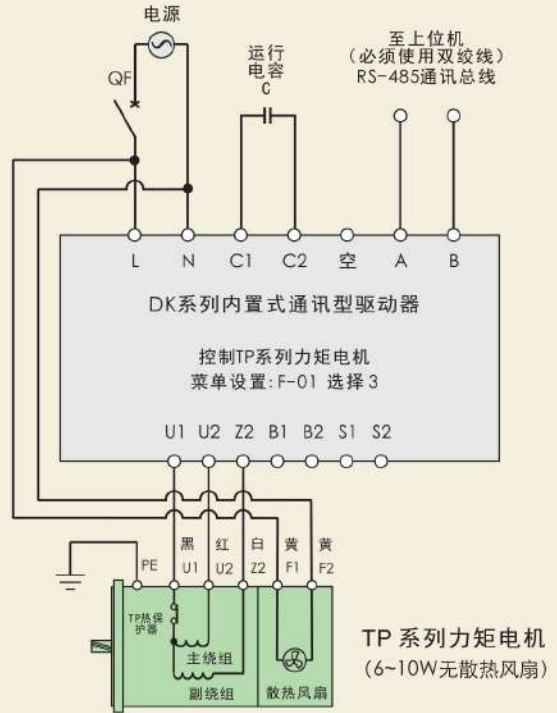 电源
QF
运行
电容
C
至上位机
(必须使用双绞线)
RS-485通讯总线
L N C1 C2 空 A B
DK系列内置式通讯型驱动器
控制TP系列力矩电机
菜单设置:F-01 选择3
U1 U2 Z2 B1 B2 S1 S2
黑 红 白 黄 黄
PE U1 U2 Z2 F1 F2
TP热保
护器
主绕组
副绕组
散热风扇
TP 系列力矩电机
(6~10W无散热风扇)